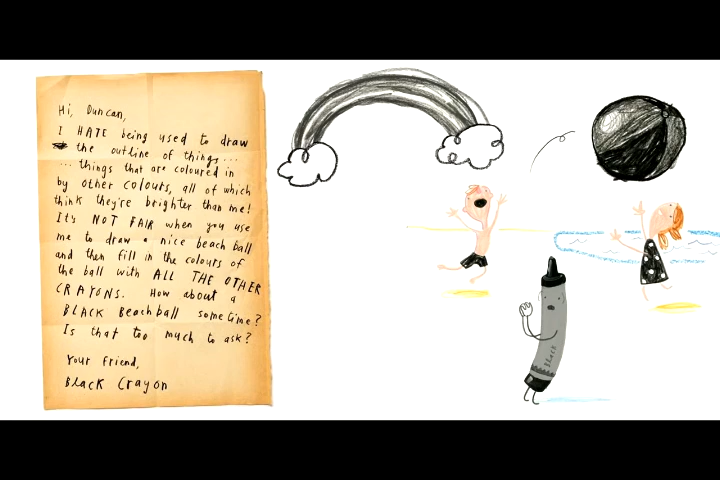 Hi, Duncan,
I HATE being used to draw
the outline of things...
... things that are coloured in
by other colours, all of which
think they're brighter than me!
It's NOT FAIR when you use
me to draw a nice beach ball
and then fill in the colours of
the ball with ALL THE OTHER
CRAYONS. How about a
BLACK Beach ball sometime?
Is that too much to ask?
Your friend,
Black Crayon
BLACK